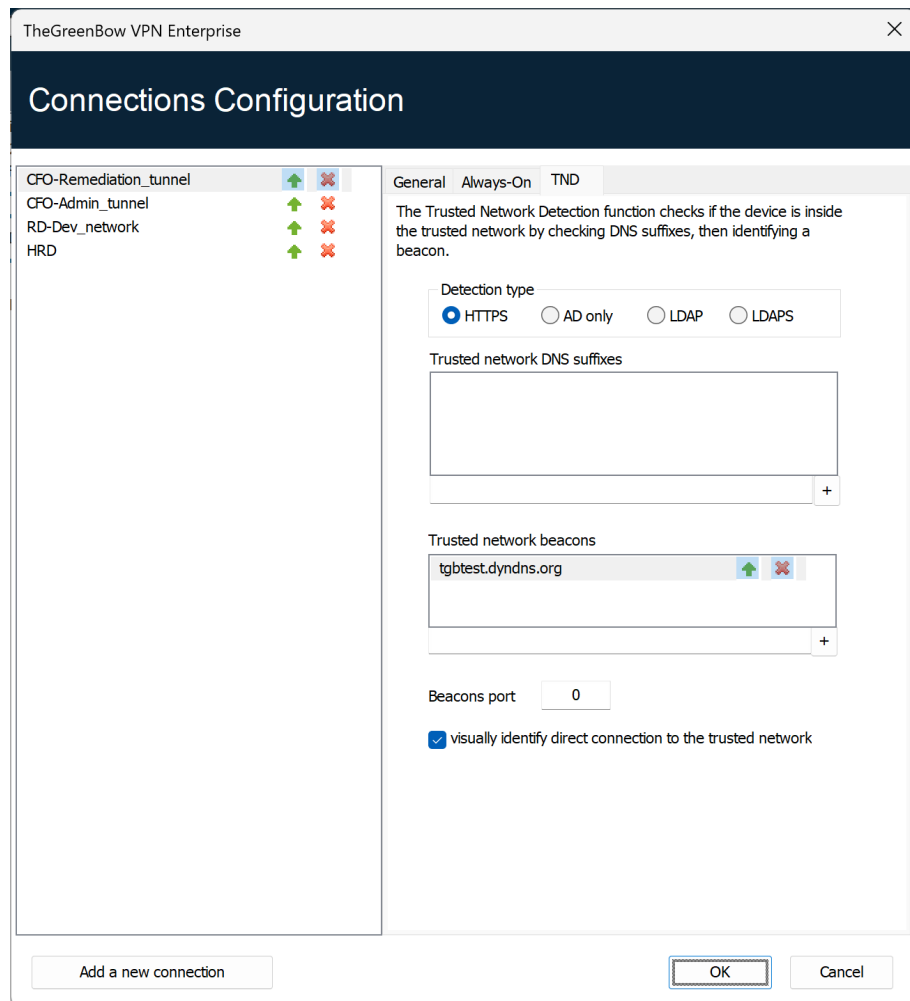 TheGreenBow VPN Enterprise
Connections Configuration
CFO-Remediation_tunnel
CFO-Admin_tunnel
RD-Dev_network
HRD
General Always-On TND
The Trusted Network Detection function checks if the device is inside
the trusted network by checking DNS suffixes, then identifying a
beacon.
Detection type
HTTPS AD only LDAP LDAPS
Trusted network DNS suffixes
+
Trusted network beacons
tgbtest.dyndns.org
+
Beacons port 0
visually identify direct connection to the trusted network
Add a new connection OK Cancel